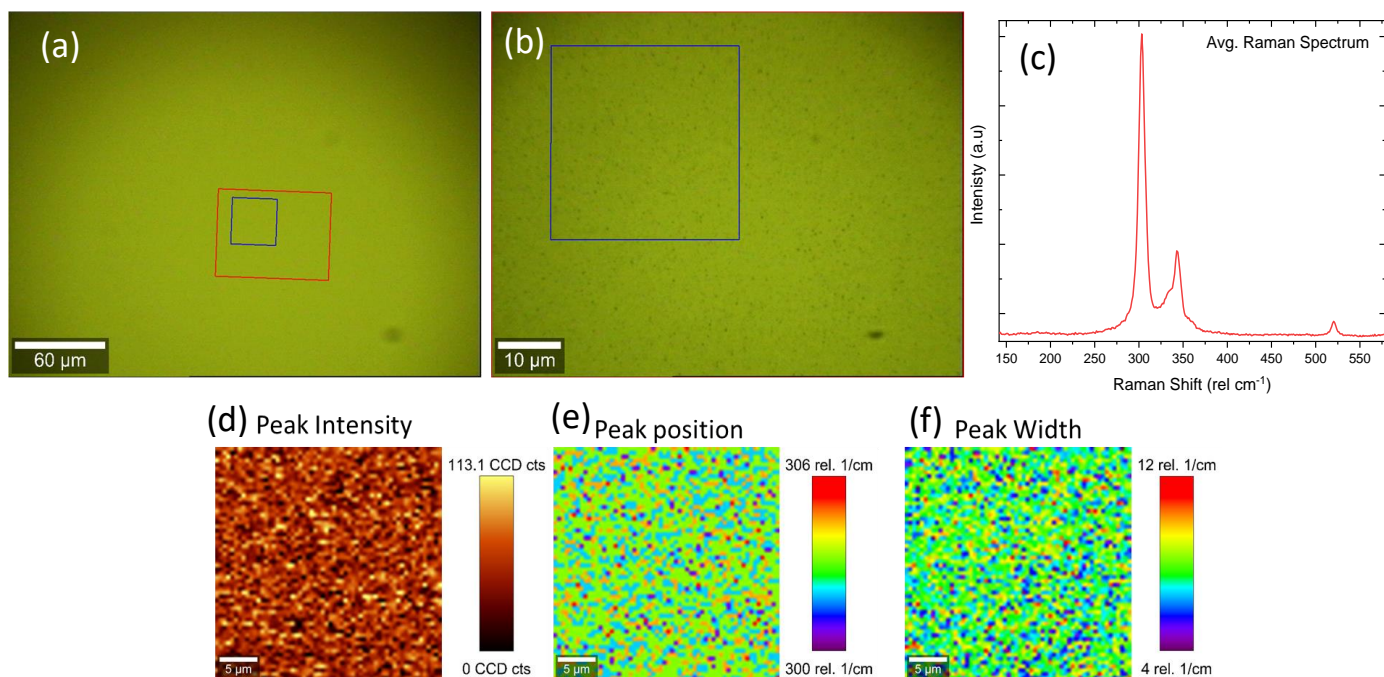 (a)
60 µm
(b)
10 µm
(c)
Avg. Raman Spectrum
Intenisty (a.u)
150 200 250 300 350 400 450 500 550
Raman Shift (rel cm⁻¹)
(d) Peak Intensity
113.1 CCD cts
0 CCD cts
5 µm
(e) Peak position
306 rel. 1/cm
300 rel. 1/cm
5 µm
(f) Peak Width
12 rel. 1/cm
4 rel. 1/cm
5 µm